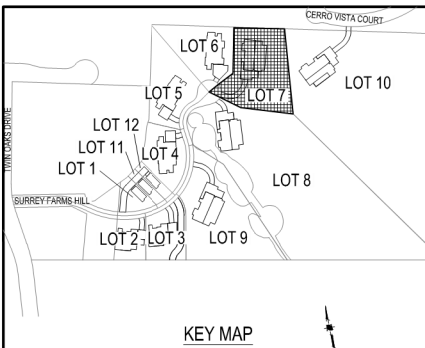 CERRO VISTA COURT
LOT 6
LOT 10
LOT 5
LOT 7
TWIN OAKS DRIVE
LOT 12
LOT 11
LOT 4
LOT 1
LOT 8
SURREY FARMS HILL
LOT 2
LOT 3
LOT 9
KEY MAP